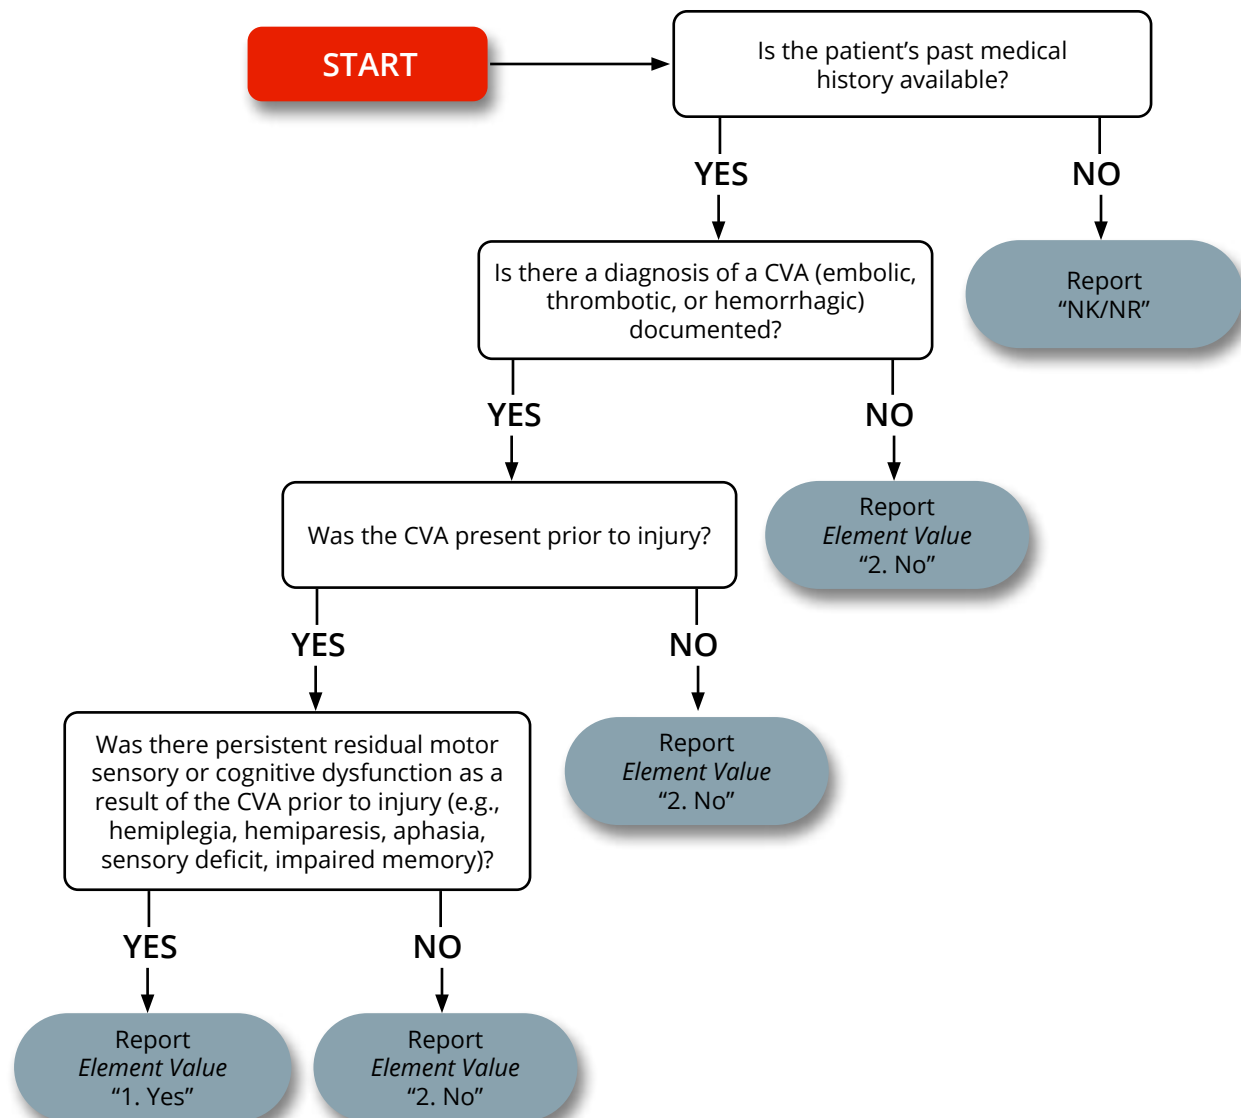 START
Is the patient’s past medical
history available?
YES
NO
Is there a diagnosis of a CVA (embolic,
thrombotic, or hemorrhagic)
documented?
Report
“NK/NR”
YES
NO
Was the CVA present prior to injury?
Report
Element Value
“2. No”
YES
NO
Was there persistent residual motor
sensory or cognitive dysfunction as a
result of the CVA prior to injury (e.g.,
hemiplegia, hemiparesis, aphasia,
sensory deficit, impaired memory)?
Report
Element Value
“2. No”
YES
NO
Report
Element Value
“1. Yes”
Report
Element Value
“2. No”